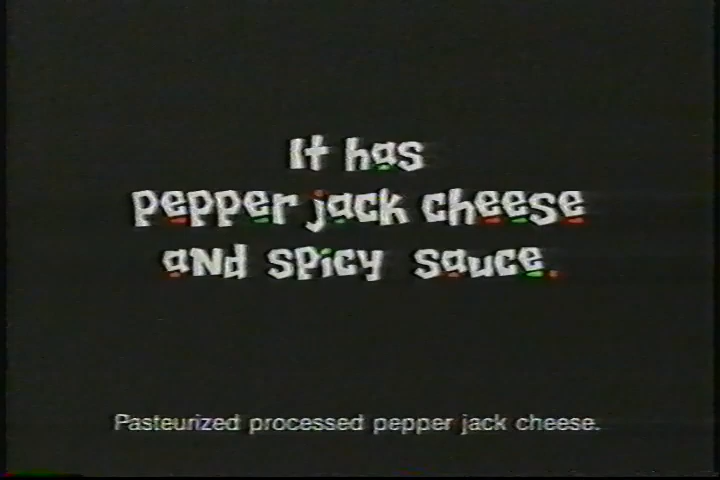 It has
pepper jack cheese
and spicy sauce.
Pasteurized processed pepper jack cheese.